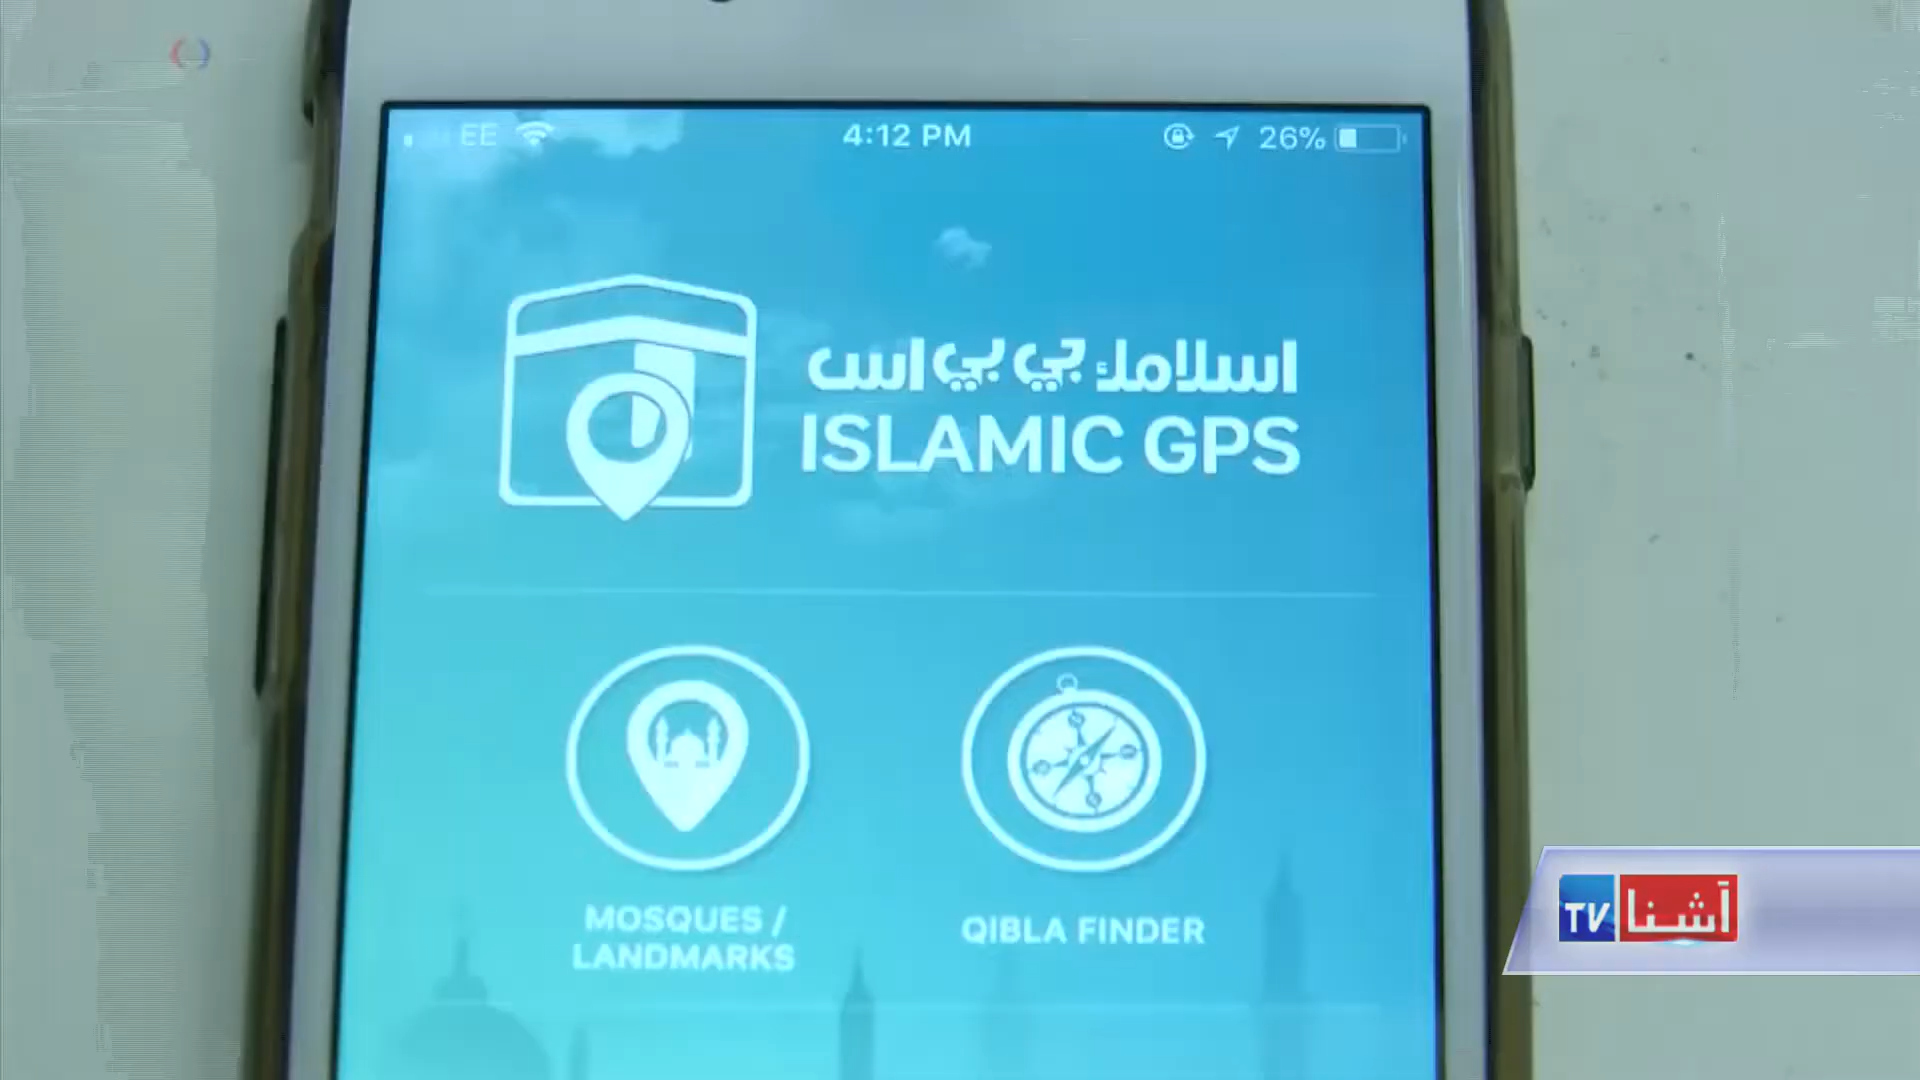 EE 4:12 PM 26%
اسلامك جي بي اس
ISLAMIC GPS
MOSQUES /
LANDMARKS
QIBLA FINDER
TV آشنا